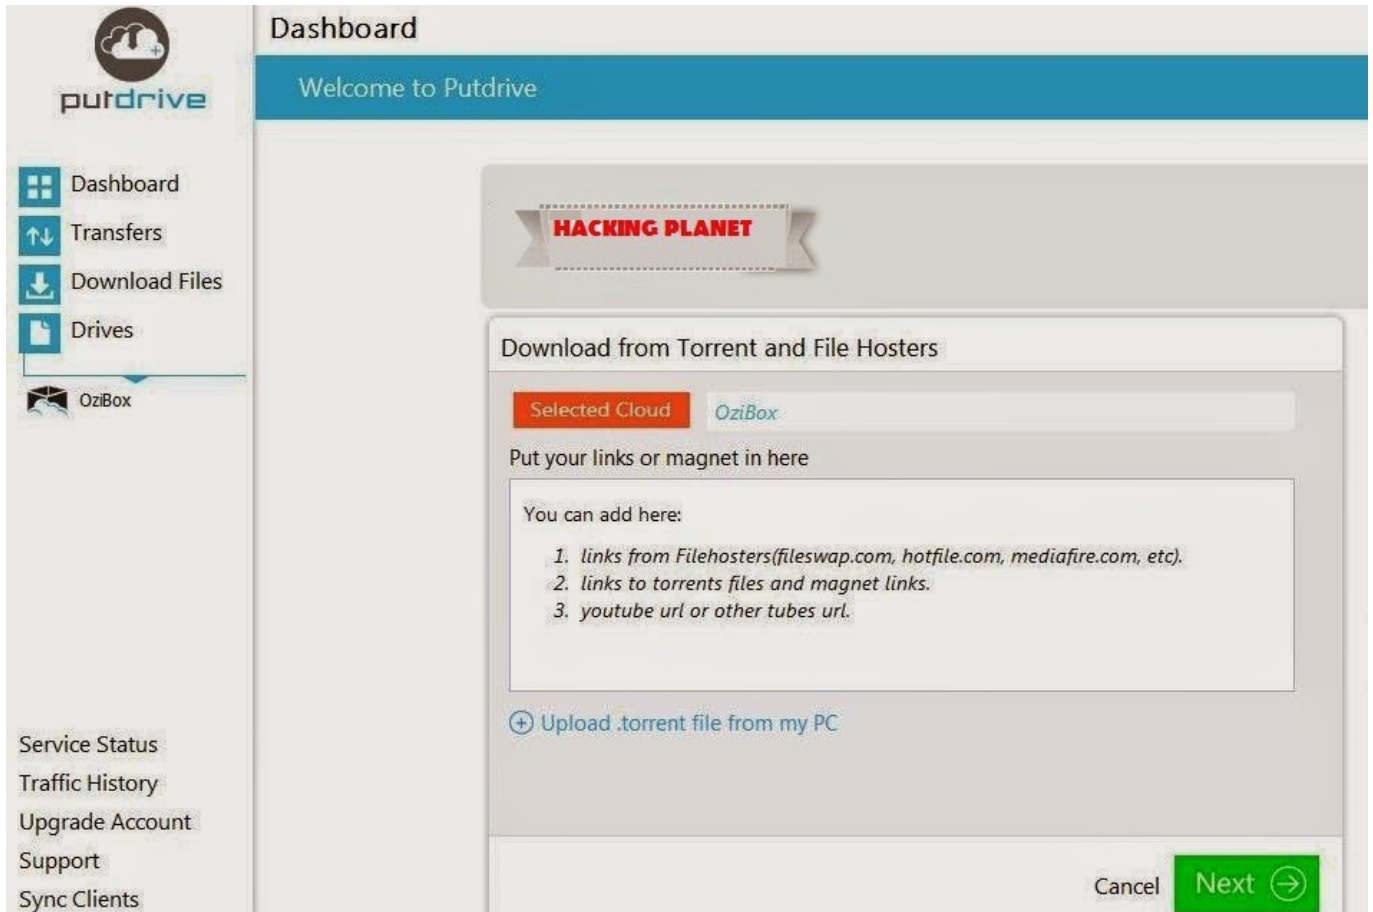 putdrive
Dashboard
Welcome to Putdrive
Dashboard
Transfers
Download Files
Drives
OziBox
HACKING PLANET
Download from Torrent and File Hosters
Selected Cloud OziBox
Put your links or magnet in here
You can add here:
1. links from Filehosters(fileswap.com, hotfile.com, mediafire.com, etc).
2. links to torrents files and magnet links.
3. youtube url or other tubes url.
Upload .torrent file from my PC
Service Status
Traffic History
Upgrade Account
Support
Sync Clients
Cancel Next